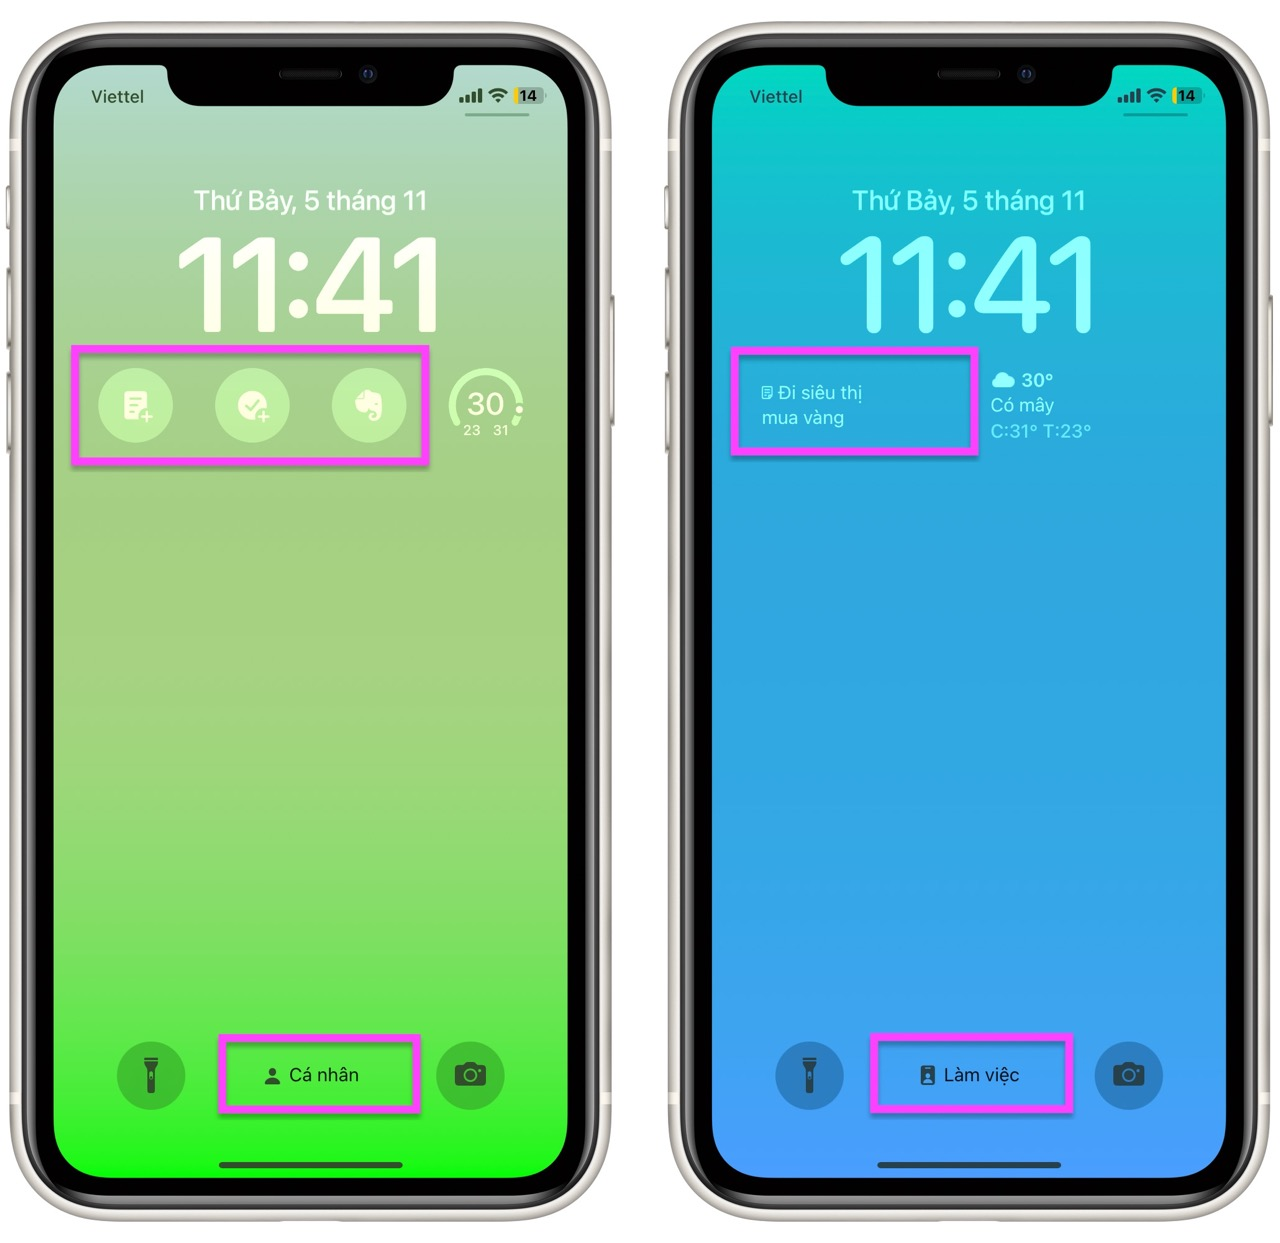 Viettel
14
Thứ Bảy, 5 tháng 11
11:41
30
23 31
Cá nhân
Viettel
14
Thứ Bảy, 5 tháng 11
11:41
Đi siêu thị
mua vàng
30°
Có mây
C:31° T:23°
Làm việc